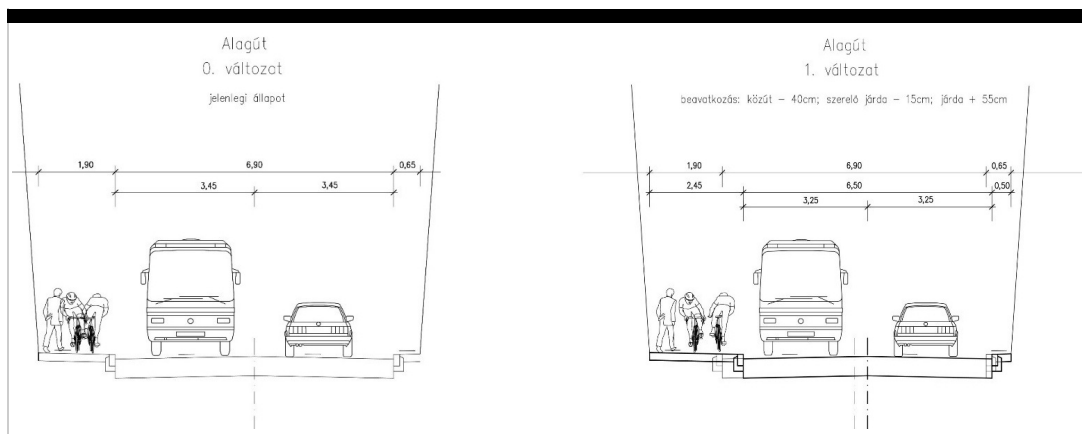 Alagút
0. változat
jelenlegi állapot
1,90 6,90 0,65
3,45 3,45
Alagút
1. változat
beavatkozás: közút - 40cm; szerelő járda - 15cm; járda + 55cm
1,90 6,90 0,65
2,45 6,50 0,50
3,25 3,25